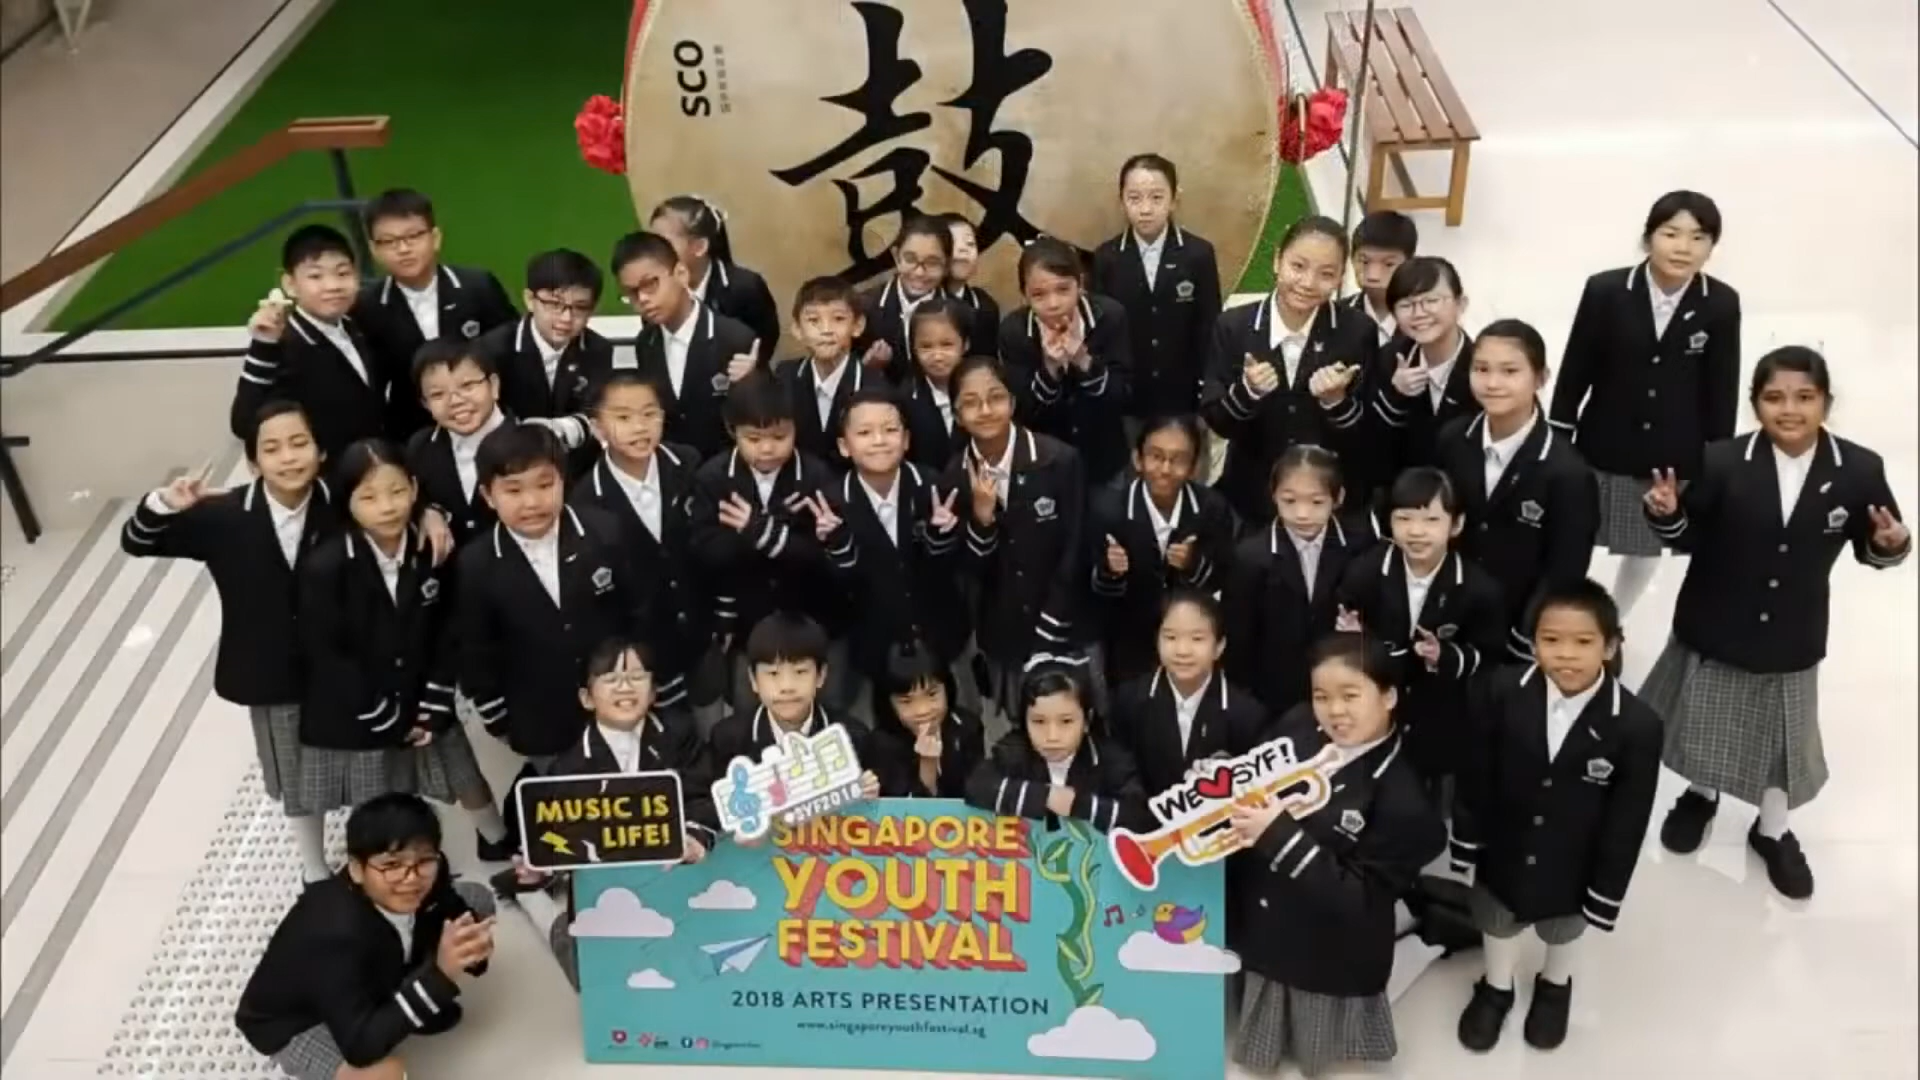 SCO
鼓
MUSIC IS
LIFE!
#SYF2018
WE SYF!
SINGAPORE
YOUTH
FESTIVAL
2018 ARTS PRESENTATION
www.singaporeyouthfestival.sg